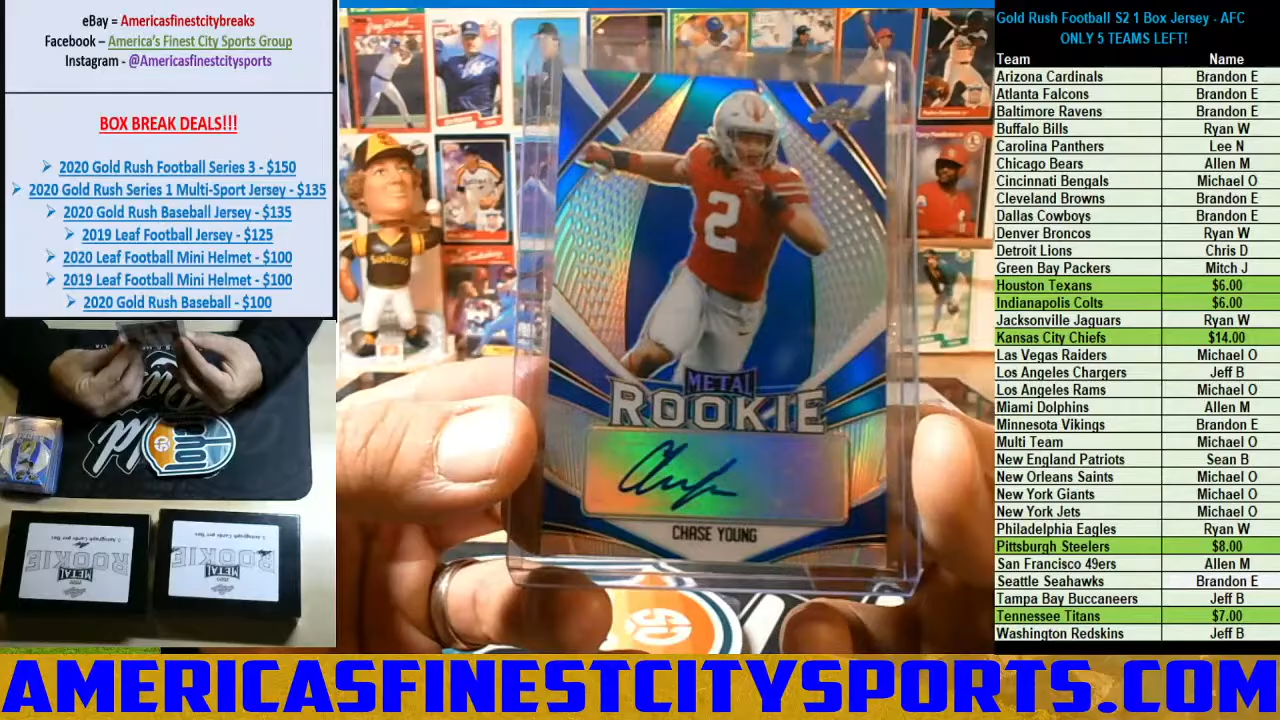 eBay = Americasfinestcitybreaks
Facebook – America's Finest City Sports Group
Instagram - @Americasfinestcitysports
BOX BREAK DEALS!!!
2020 Gold Rush Football Series 3 - $150
2020 Gold Rush Series 1 Multi-Sport Jersey - $135
2020 Gold Rush Baseball Jersey - $135
2019 Leaf Football Jersey - $125
2020 Leaf Football Mini Helmet - $100
2019 Leaf Football Mini Helmet - $100
2020 Gold Rush Baseball - $100
SAN DIEGO
2
METAL
ROOKIE
CHASE YOUNG
ROOKIE
METAL
ROOKIE
METAL
Gold Rush Football S2 1 Box Jersey - AFC
ONLY 5 TEAMS LEFT!
Team Name
Arizona Cardinals Brandon E
Atlanta Falcons Brandon E
Baltimore Ravens Brandon E
Buffalo Bills Ryan W
Carolina Panthers Lee N
Chicago Bears Allen M
Cincinnati Bengals Michael O
Cleveland Browns Brandon E
Dallas Cowboys Brandon E
Denver Broncos Ryan W
Detroit Lions Chris D
Green Bay Packers Mitch J
Houston Texans $6.00
Indianapolis Colts $6.00
Jacksonville Jaguars Ryan W
Kansas City Chiefs $14.00
Las Vegas Raiders Michael O
Los Angeles Chargers Jeff B
Los Angeles Rams Michael O
Miami Dolphins Allen M
Minnesota Vikings Brandon E
Multi Team Michael O
New England Patriots Sean B
New Orleans Saints Michael O
New York Giants Michael O
New York Jets Michael O
Philadelphia Eagles Ryan W
Pittsburgh Steelers $8.00
San Francisco 49ers Allen M
Seattle Seahawks Brandon E
Tampa Bay Buccaneers Jeff B
Tennessee Titans $7.00
Washington Redskins Jeff B
AMERICASFINESTCITYSPORTS.COM